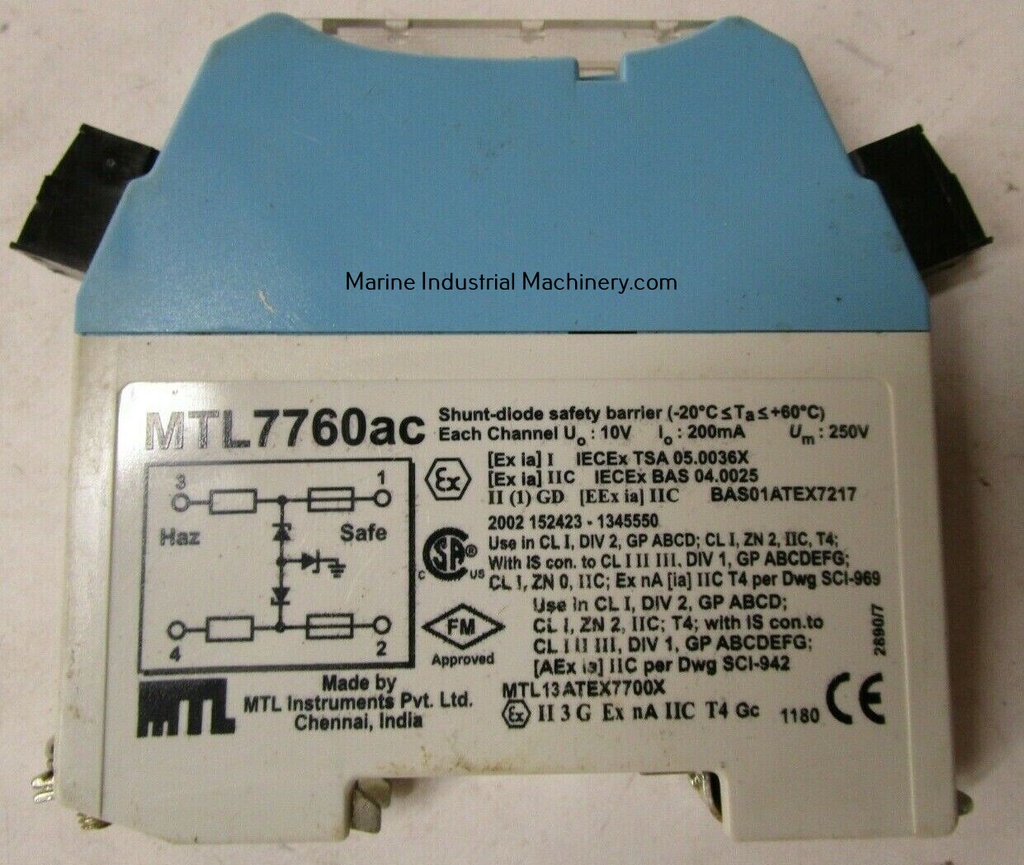 Marine Industrial Machinery.com
MTL7760ac
Shunt-diode safety barrier (-20°C ≤ Ta ≤ +60°C)
Each Channel Uo : 10V Io : 200mA Um : 250V
[Ex ia] I IECEx TSA 05.0036X
[Ex ia] IIC IECEx BAS 04.0025
II (1) GD [EEx ia] IIC BAS01ATEX7217
Ex
3
1
Haz
Safe
4
2
2002 152423 - 1345550
Use in CL I, DIV 2, GP ABCD; CL I, ZN 2, IIC, T4;
With IS con. to CL I II III, DIV 1, GP ABCDEFG;
CL I, ZN 0, IIC; Ex nA [ia] IIC T4 per Dwg SCI-969
C SA ® US
Use in CL I, DIV 2, GP ABCD;
CL I, ZN 2, IIC; T4; with IS con.to
CL I II III, DIV 1, GP ABCDEFG;
[AEx ia] IIC per Dwg SCI-942
FM
Approved
2890/7
MTL
Made by
MTL Instruments Pvt. Ltd.
Chennai, India
MTL13ATEX7700X
Ex II 3 G Ex nA IIC T4 Gc 1180 CE